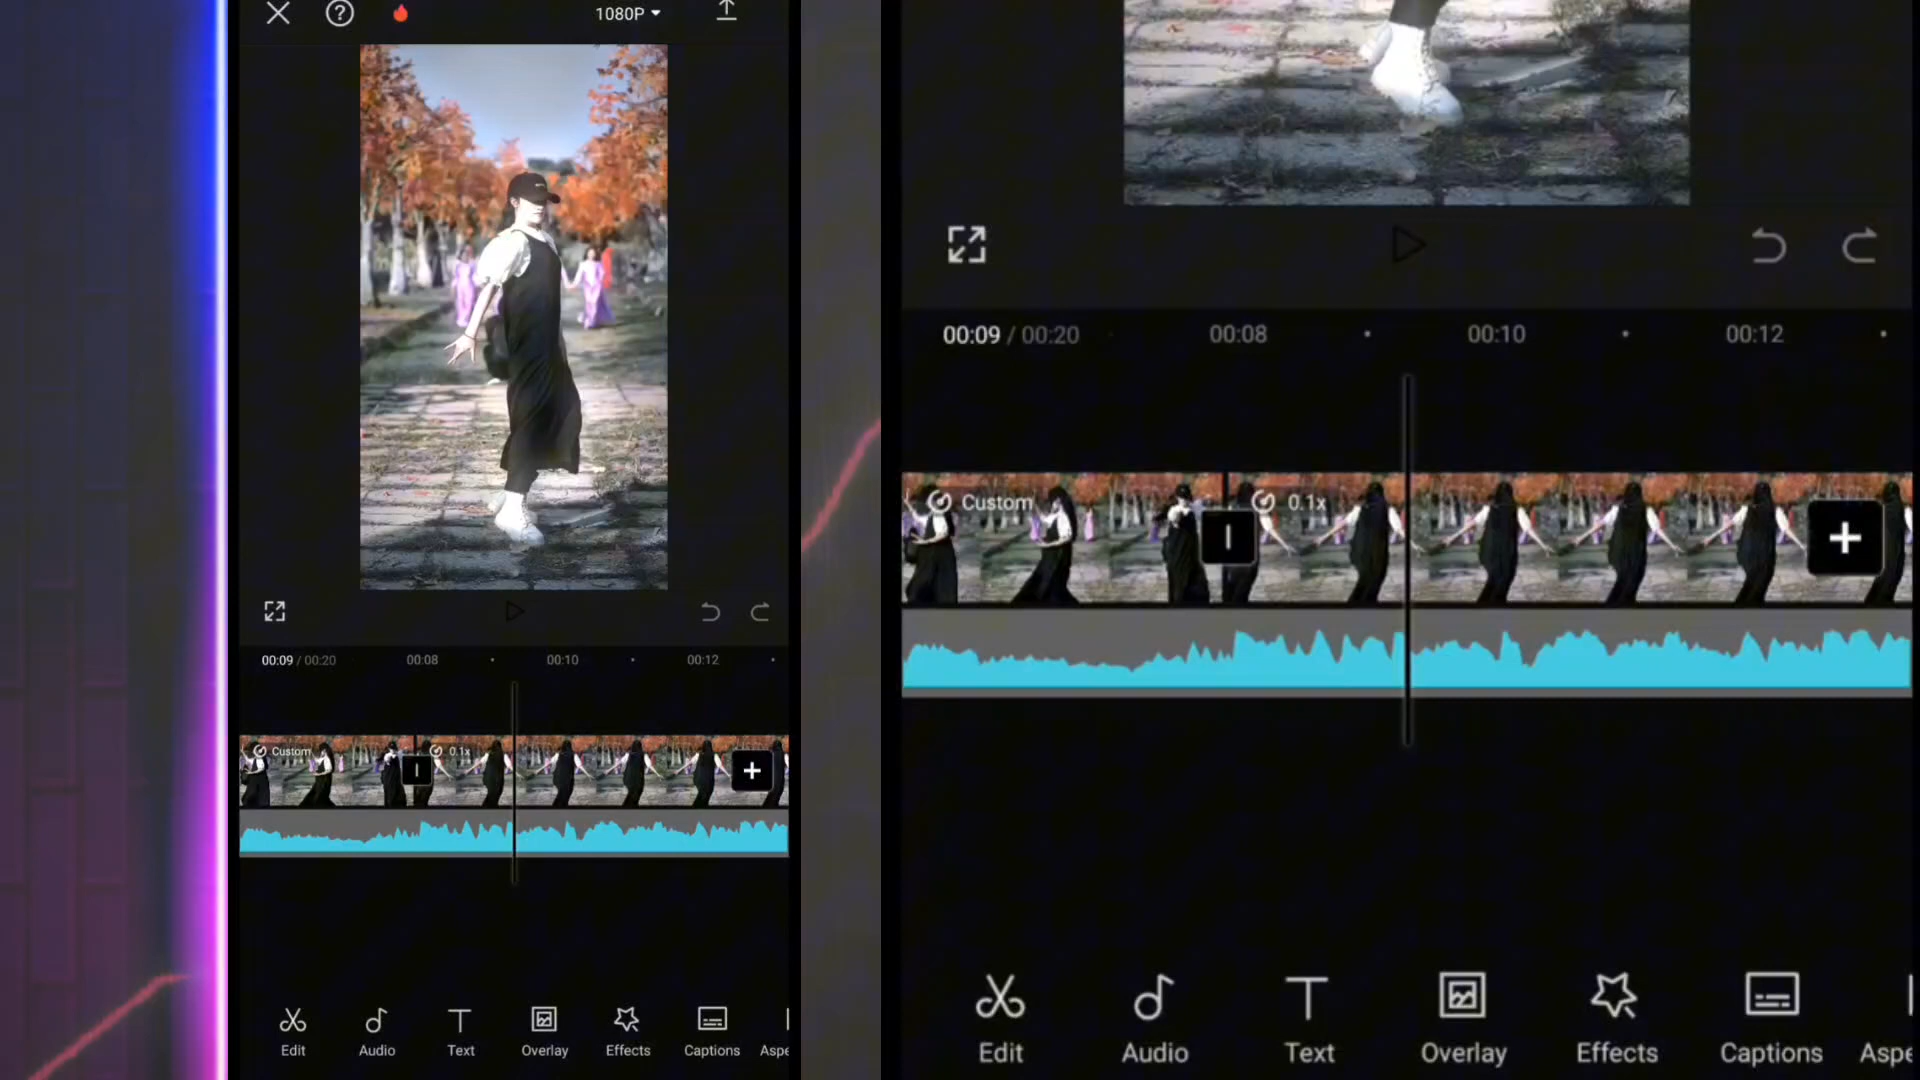 1080P
00:09 / 00:20
00:08
00:10
00:12
Custom
0.1x
Edit
Audio
Text
Overlay
Effects
Captions
Aspe
00:09 / 00:20
00:08
00:10
00:12
Custom
0.1x
Edit
Audio
Text
Overlay
Effects
Captions
Aspe